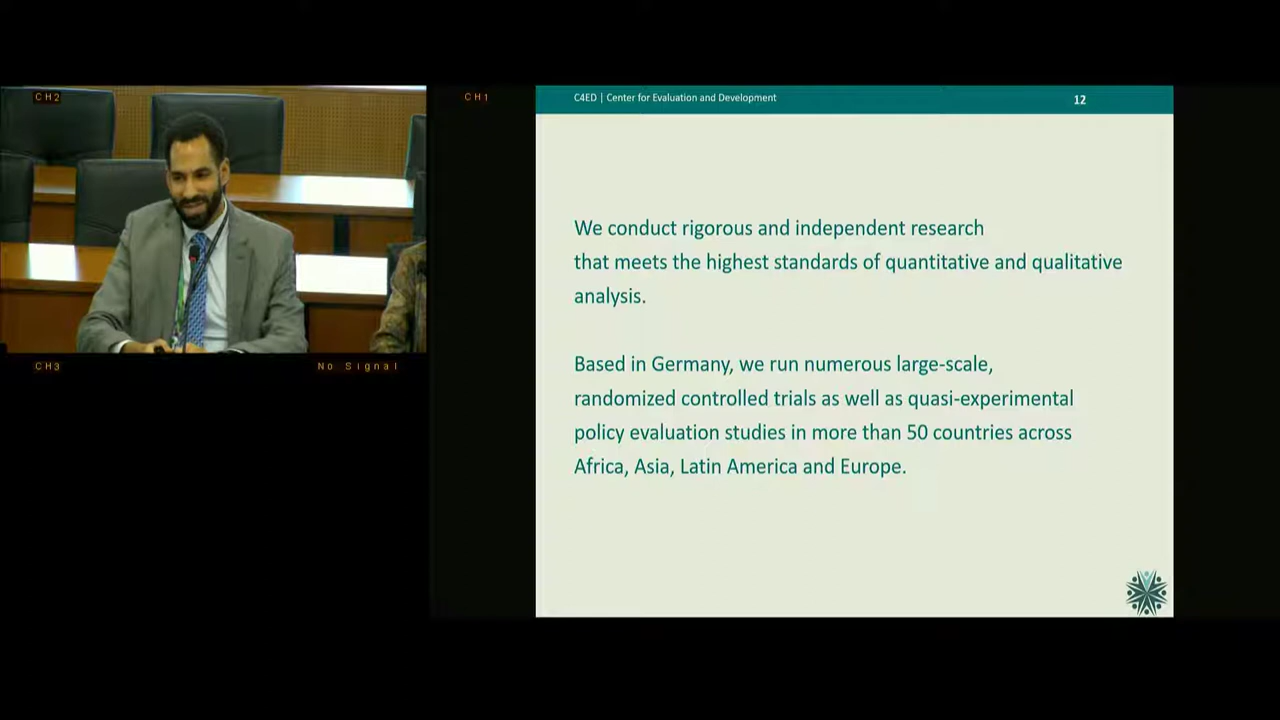 CH2
CH1
C4ED | Center for Evaluation and Development
12
We conduct rigorous and independent research
that meets the highest standards of quantitative and qualitative
analysis.
Based in Germany, we run numerous large-scale,
randomized controlled trials as well as quasi-experimental
policy evaluation studies in more than 50 countries across
Africa, Asia, Latin America and Europe.
CH3
No Signal